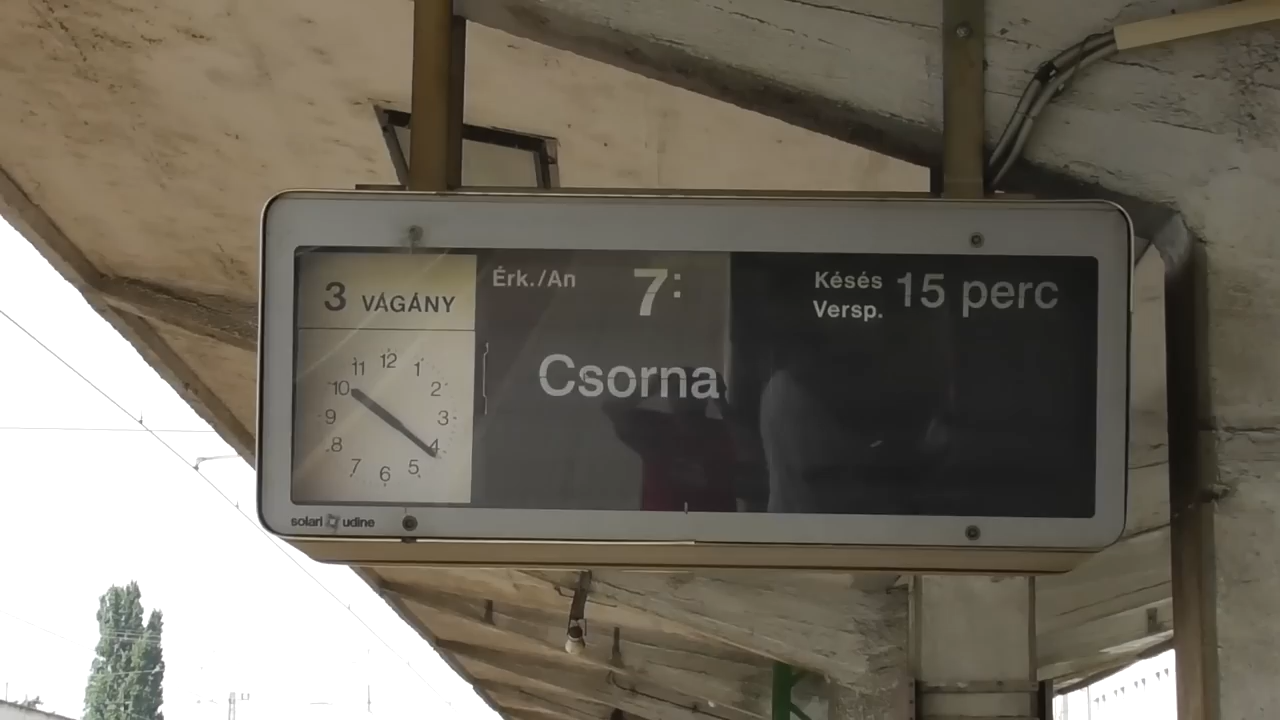 3 VÁGÁNY
Érk./An 7:
Késés 15 perc
Versp.
Csorna
12
11 1
10 2
9 3
8 4
7 5
6
solari udine